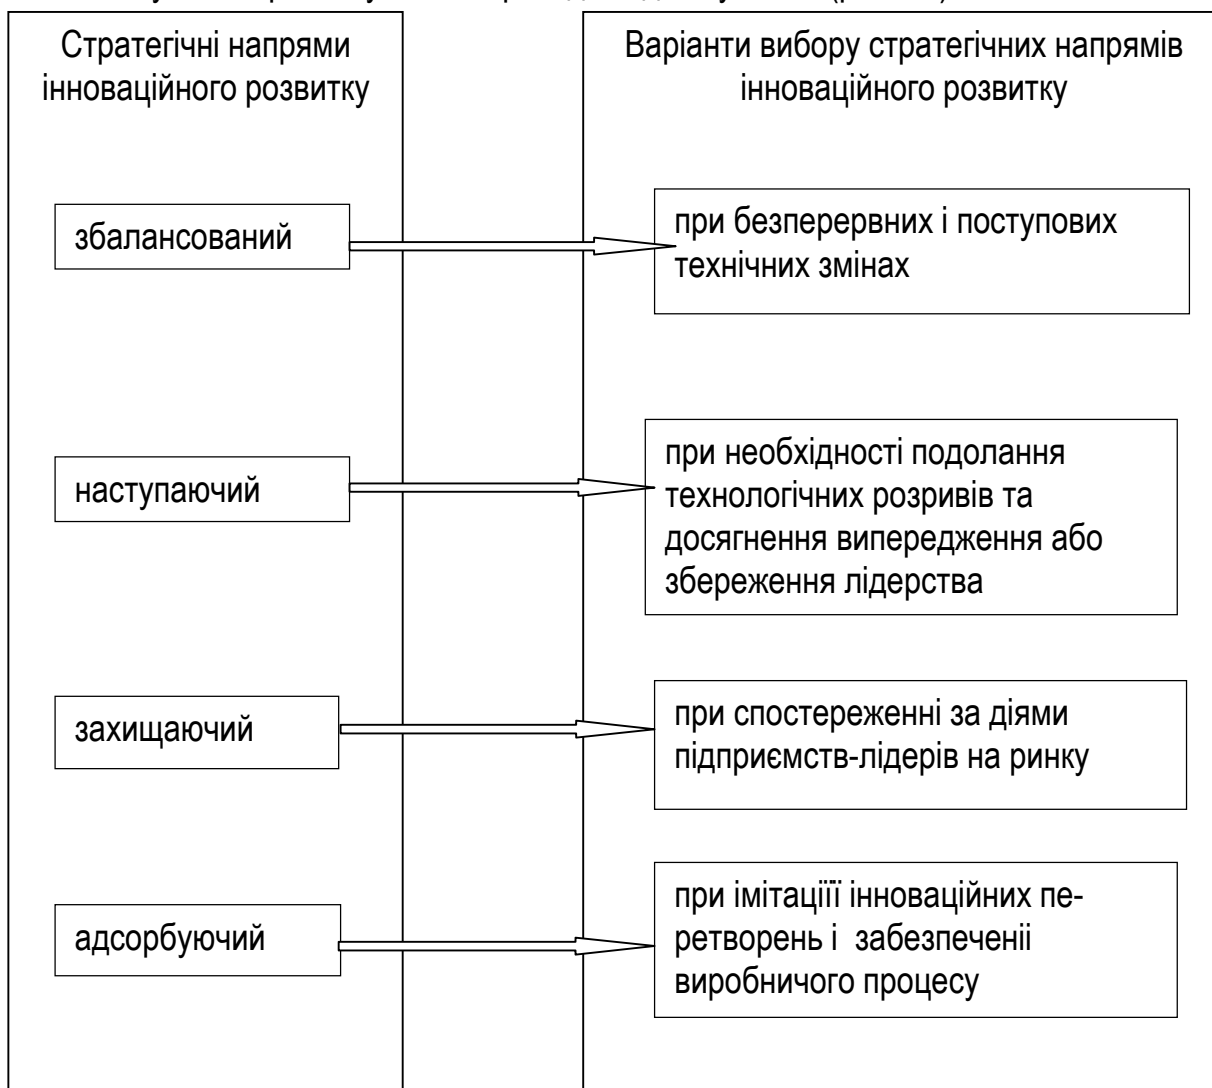 Стратегічні напрями
інноваційного розвитку
Варіанти вибору стратегічних напрямів
інноваційного розвитку
збалансований
при безперервних і поступових
технічних змінах
наступаючий
при необхідності подолання
технологічних розривів та
досягнення випередження або
збереження лідерства
захищаючий
при спостереженні за діями
підприємств-лідерів на ринку
адсорбуючий
при імітаціїї інноваційних пе-
ретворень і забезпеченіі
виробничого процесу